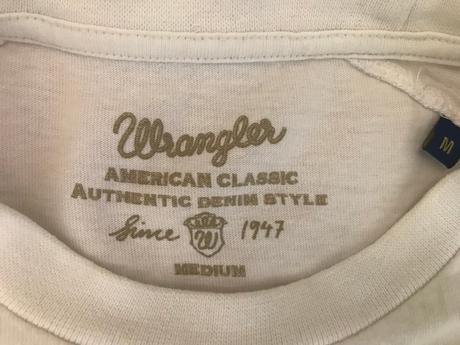 Wrangler
AMERICAN CLASSIC
AUTHENTIC DENIM STYLE
Since W 1947
MEDIUM
M